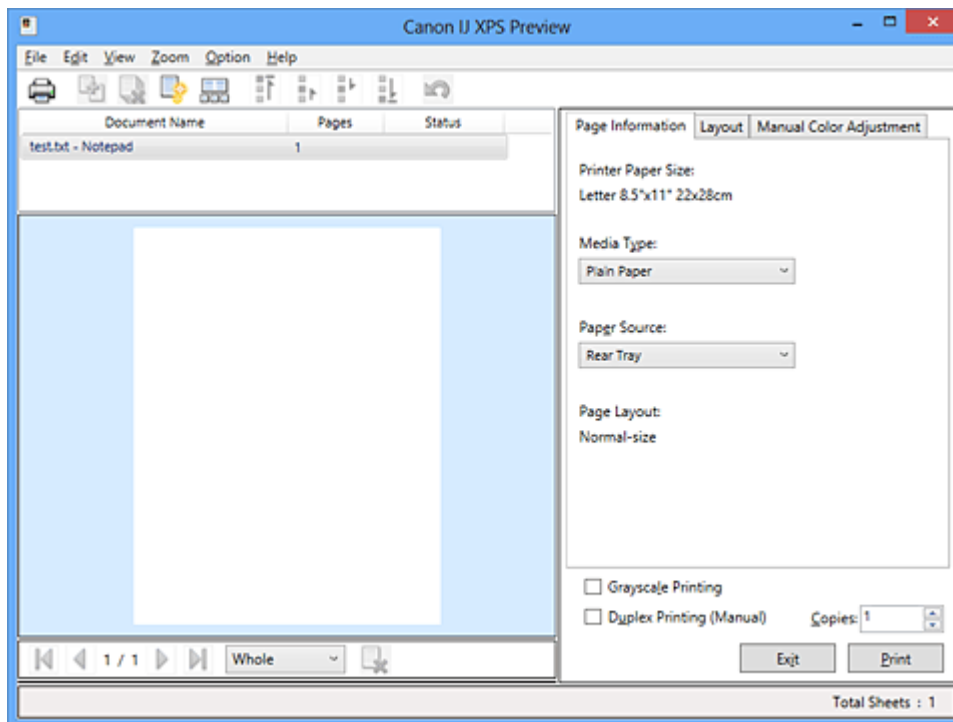 Canon IJ XPS Preview
File Edit View Zoom Option Help
Document Name Pages Status
test.txt - Notepad 1
Page Information Layout Manual Color Adjustment
Printer Paper Size:
Letter 8.5"x11" 22x28cm
Media Type:
Plain Paper
Paper Source:
Rear Tray
Page Layout:
Normal-size
Grayscale Printing
Duplex Printing (Manual) Copies: 1
1 / 1 Whole
Exit Print
Total Sheets : 1